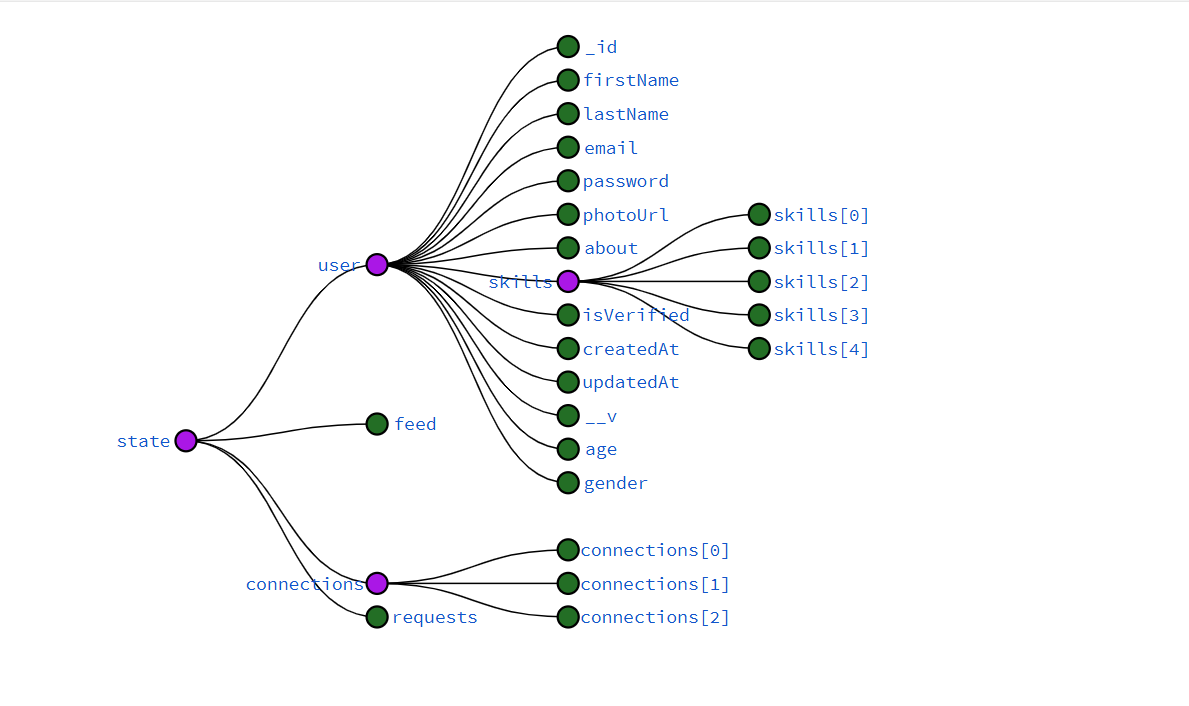 _id
firstName
lastName
email
password
photoUrl
skills[0]
about
skills[1]
user
skills
skills[2]
isVerified
skills[3]
createdAt
skills[4]
updatedAt
__v
feed
state
age
gender
connections[0]
connections
connections[1]
requests
connections[2]